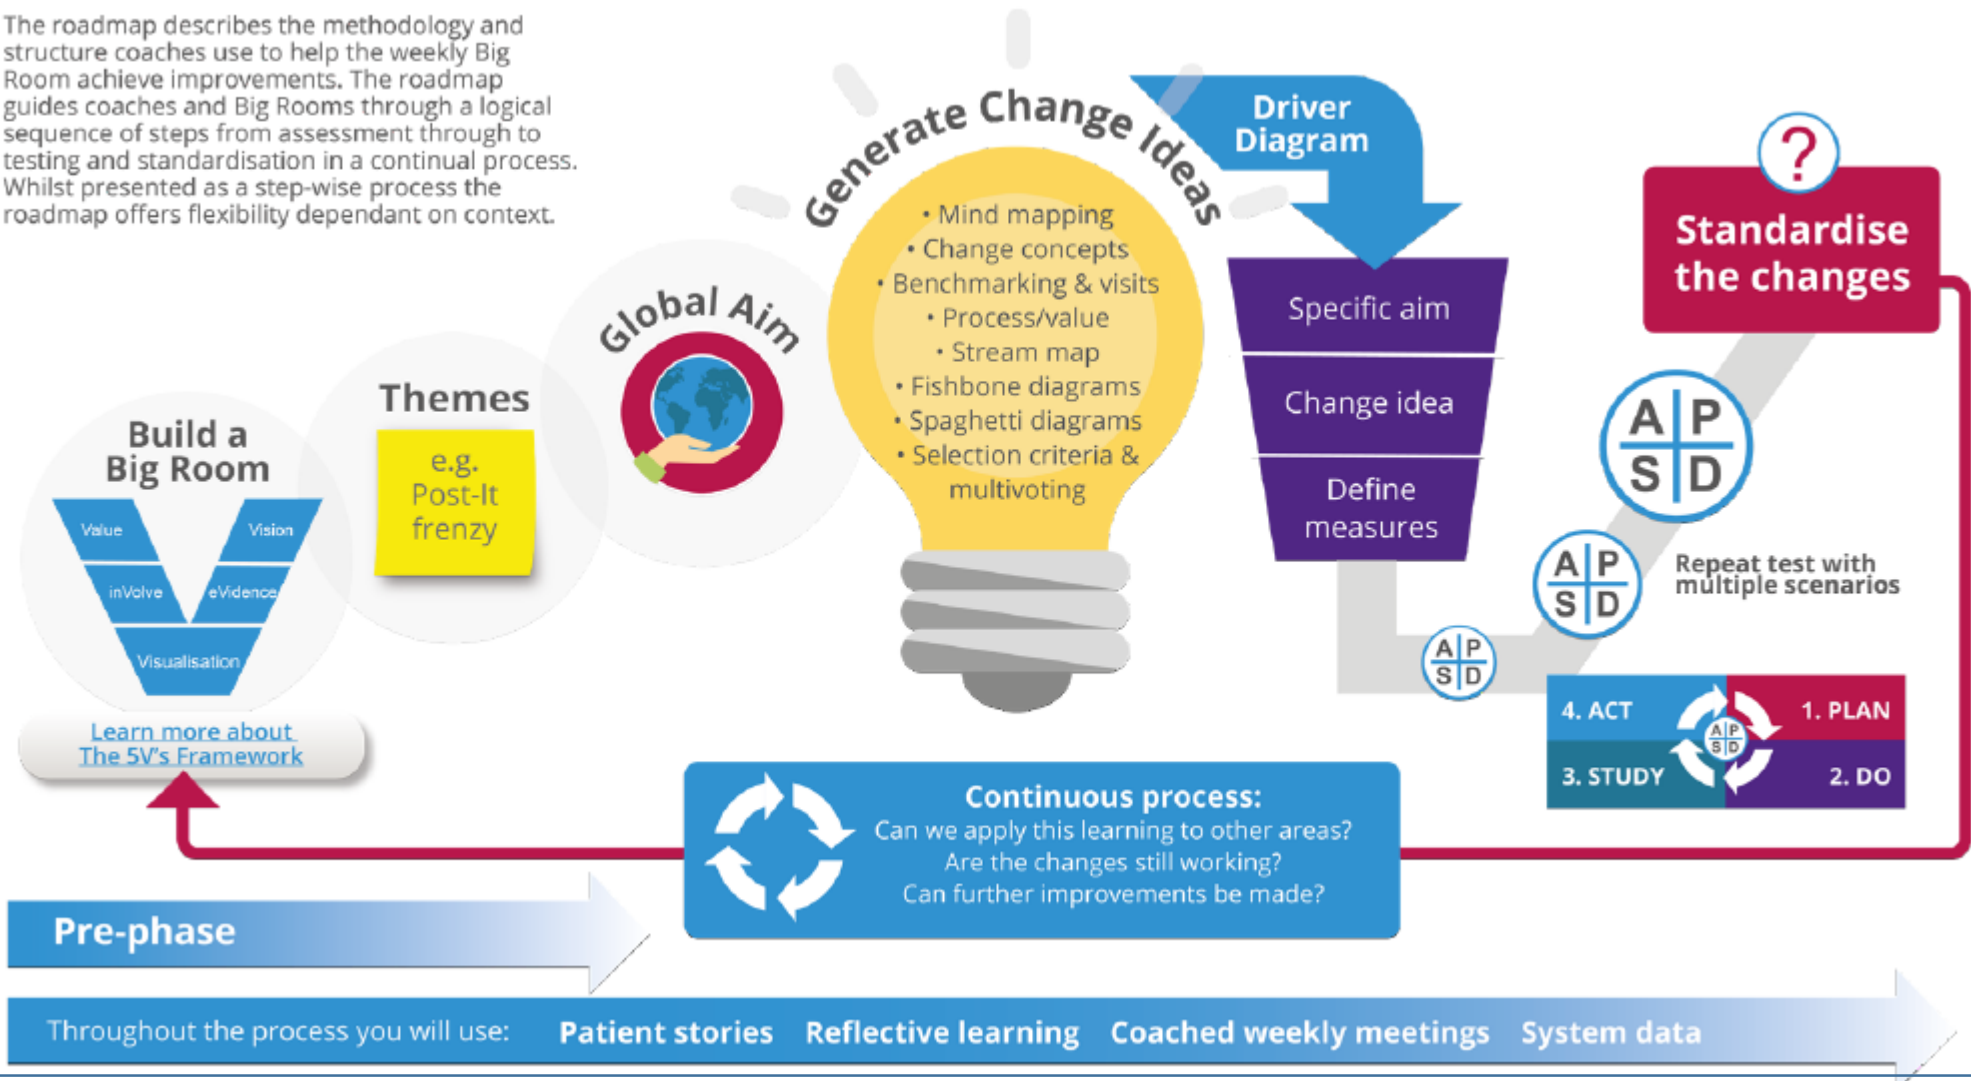 The roadmap describes the methodology and
structure coaches use to help the weekly Big
Room achieve improvements. The roadmap
guides coaches and Big Rooms through a logical
sequence of steps from assessment through to
testing and standardisation in a continual process.
Whilst presented as a step-wise process the
roadmap offers flexibility dependant on context.
Build a
Big Room
Value
Vision
inVolve
eVidence
Visualisation
Learn more about
The 5V's Framework
Themes
e.g.
Post-It
frenzy
Global Aim
Generate Change Ideas
• Mind mapping
• Change concepts
• Benchmarking & visits
• Process/value
• Stream map
• Fishbone diagrams
• Spaghetti diagrams
• Selection criteria &
multivoting
Driver
Diagram
Specific aim
Change idea
Define
measures
A P
S D
A P
S D
A P
S D
Repeat test with
multiple scenarios
?
Standardise
the changes
4. ACT
1. PLAN
A P
S D
3. STUDY
2. DO
Continuous process:
Can we apply this learning to other areas?
Are the changes still working?
Can further improvements be made?
Pre-phase
Throughout the process you will use: Patient stories Reflective learning Coached weekly meetings System data